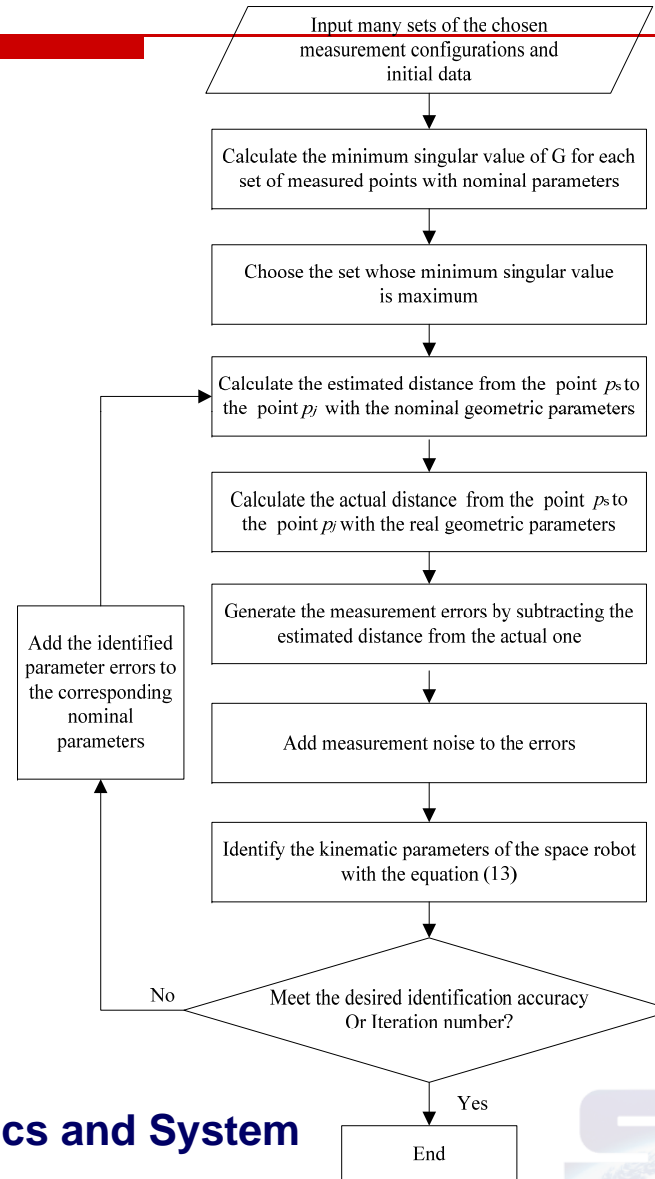 Input many sets of the chosen
measurement configurations and
initial data
Calculate the minimum singular value of G for each
set of measured points with nominal parameters
Choose the set whose minimum singular value
is maximum
Calculate the estimated distance from the point ps to
the point pj with the nominal geometric parameters
Calculate the actual distance from the point ps to
the point pj with the real geometric parameters
Generate the measurement errors by subtracting the
estimated distance from the actual one
Add the identified
parameter errors to
the corresponding
nominal
parameters
Add measurement noise to the errors
Identify the kinematic parameters of the space robot
with the equation (13)
No
Meet the desired identification accuracy
Or Iteration number?
Yes
cs and System
End